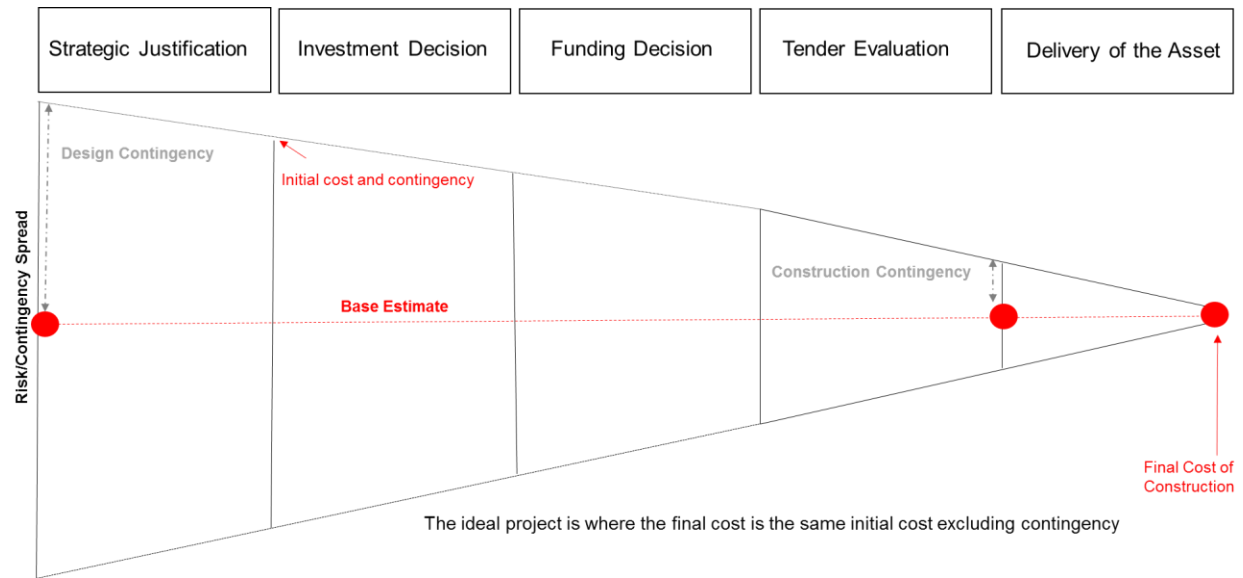 Strategic Justification
Investment Decision
Funding Decision
Tender Evaluation
Delivery of the Asset
Design Contingency
Initial cost and contingency
Risk/Contingency Spread
Construction Contingency
Base Estimate
Final Cost of
Construction
The ideal project is where the final cost is the same initial cost excluding contingency